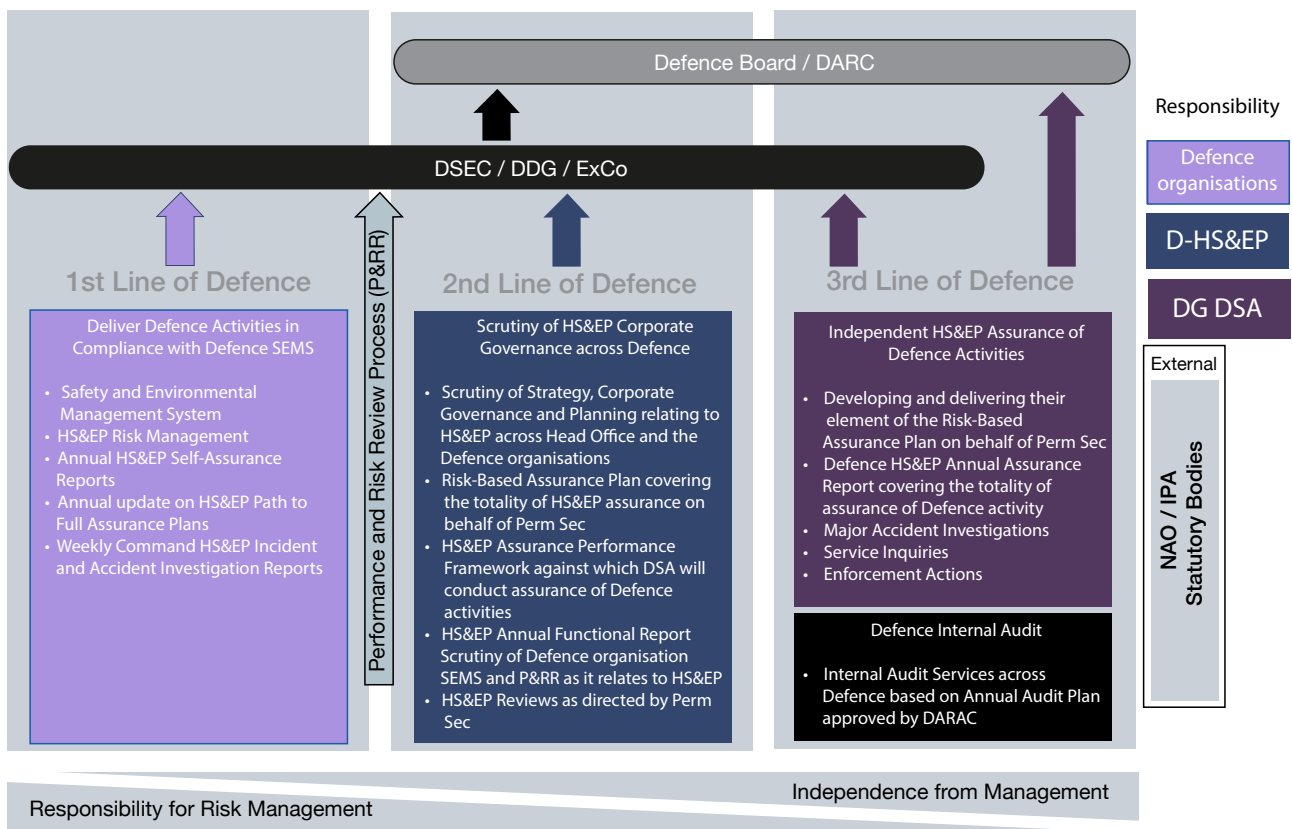 Defence Board / DARC
DSEC / DDG / ExCo
Performance and Risk Review Process (P&RR)
1st Line of Defence
Deliver Defence Activities in
Compliance with Defence SEMS
• Safety and Environmental
Management System
• HS&EP Risk Management
• Annual HS&EP Self-Assurance
Reports
• Annual update on HS&EP Path to
Full Assurance Plans
• Weekly Command HS&EP Incident
and Accident Investigation Reports
2nd Line of Defence
Scrutiny of HS&EP Corporate
Governance across Defence
• Scrutiny of Strategy, Corporate
Governance and Planning relating to
HS&EP across Head Office and the
Defence organisations
• Risk-Based Assurance Plan covering
the totality of HS&EP assurance on
behalf of Perm Sec
• HS&EP Assurance Performance
Framework against which DSA will
conduct assurance of Defence
activities
• HS&EP Annual Functional Report
Scrutiny of Defence organisation
SEMS and P&RR as it relates to HS&EP
• HS&EP Reviews as directed by Perm
Sec
3rd Line of Defence
Independent HS&EP Assurance of
Defence Activities
• Developing and delivering their
element of the Risk-Based
Assurance Plan on behalf of Perm Sec
• Defence HS&EP Annual Assurance
Report covering the totality of
assurance of Defence activity
• Major Accident Investigations
• Service Inquiries
• Enforcement Actions
Defence Internal Audit
• Internal Audit Services across
Defence based on Annual Audit Plan
approved by DARAC
Responsibility
Defence
organisations
D-HS&EP
DG DSA
External
NAO / IPA
Statutory Bodies
Responsibility for Risk Management
Independence from Management